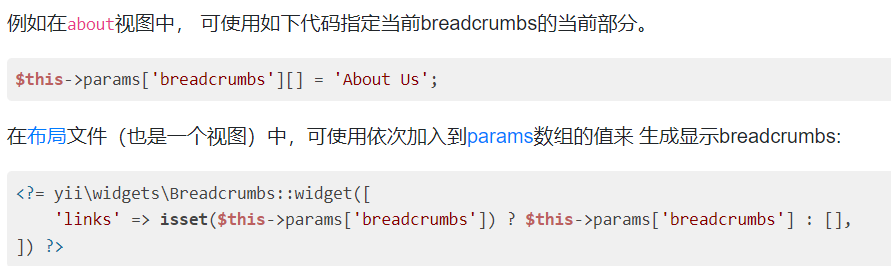 例如在about视图中， 可使用如下代码指定当前breadcrumbs的当前部分。
$this->params['breadcrumbs'][] = 'About Us';
在布局文件（也是一个视图）中，可使用依次加入到params数组的值来 生成显示breadcrumbs:
<?= yii\widgets\Breadcrumbs::widget([
    'links' => isset($this->params['breadcrumbs']) ? $this->params['breadcrumbs'] : [],
]) ?>